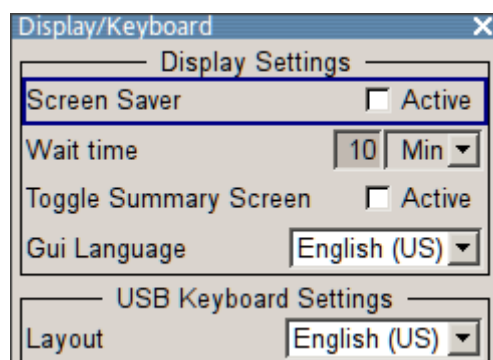 Display/Keyboard
Display Settings
Screen Saver Active
Wait time 10 Min
Toggle Summary Screen Active
Gui Language English (US)
USB Keyboard Settings
Layout English (US)